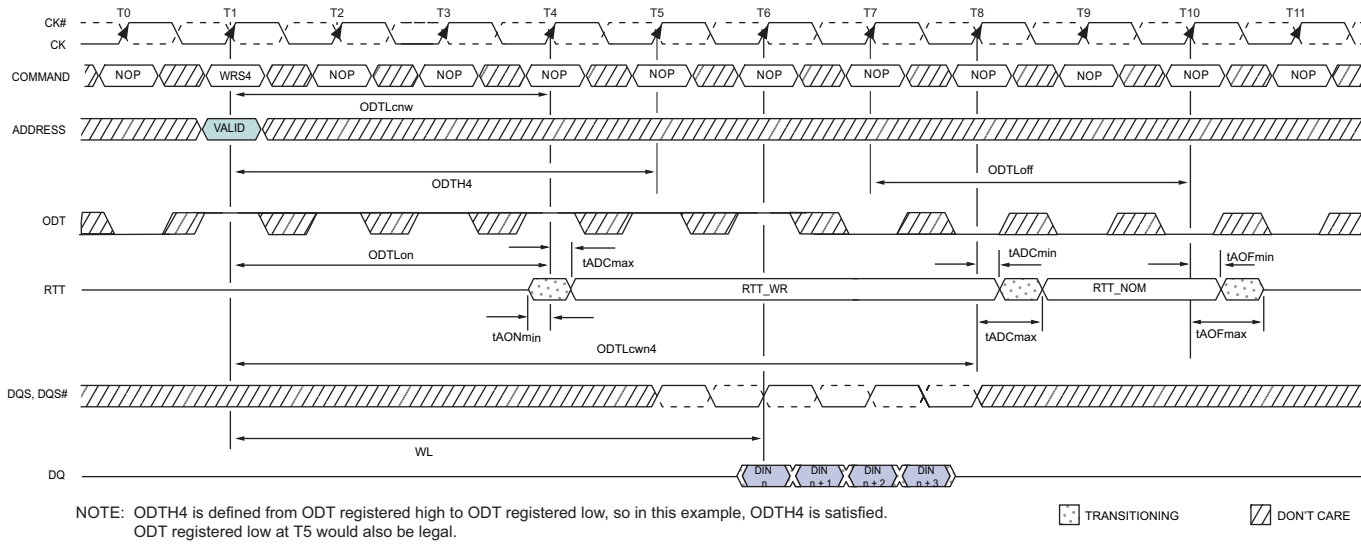 T0 T1 T2 T3 T4 T5 T6 T7 T8 T9 T10 T11
CK#
CK
COMMAND NOP WRS4 NOP NOP NOP NOP NOP NOP NOP NOP NOP NOP
ODTLcnw
ADDRESS VALID
ODTH4 ODTLoff
ODT
ODTLon tADCmax tADCmin tAOFmin
RTT RTT_WR RTT_NOM
tAONmin tADCmax tAOFmax
ODTLcwn4
DQS, DQS#
WL
DQ DIN n DIN n + 1 DIN n + 2 DIN n + 3
NOTE: ODTH4 is defined from ODT registered high to ODT registered low, so in this example, ODTH4 is satisfied.
ODT registered low at T5 would also be legal.
TRANSITIONING DON'T CARE